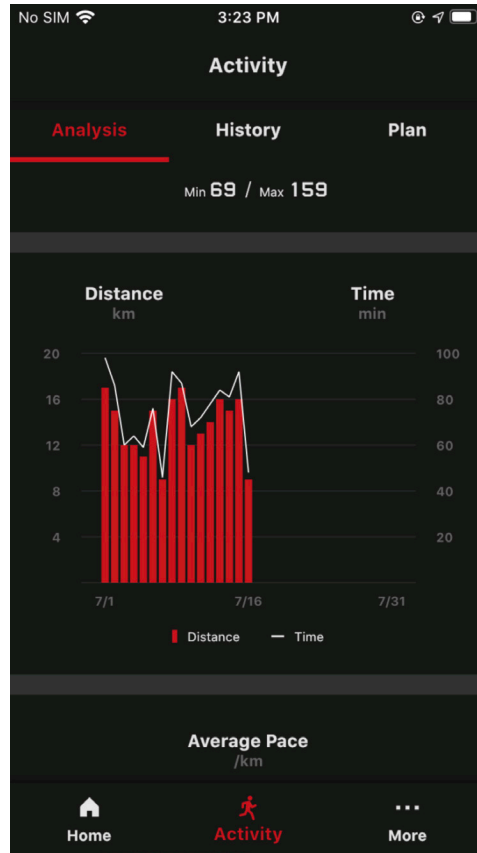 No SIM 3:23 PM
Activity
Analysis History Plan
Min 69 / Max 159
Distance Time
km min
20 100
16 80
12 60
8 40
4 20
7/1 7/16 7/31
Distance Time
Average Pace
/km
Home Activity More